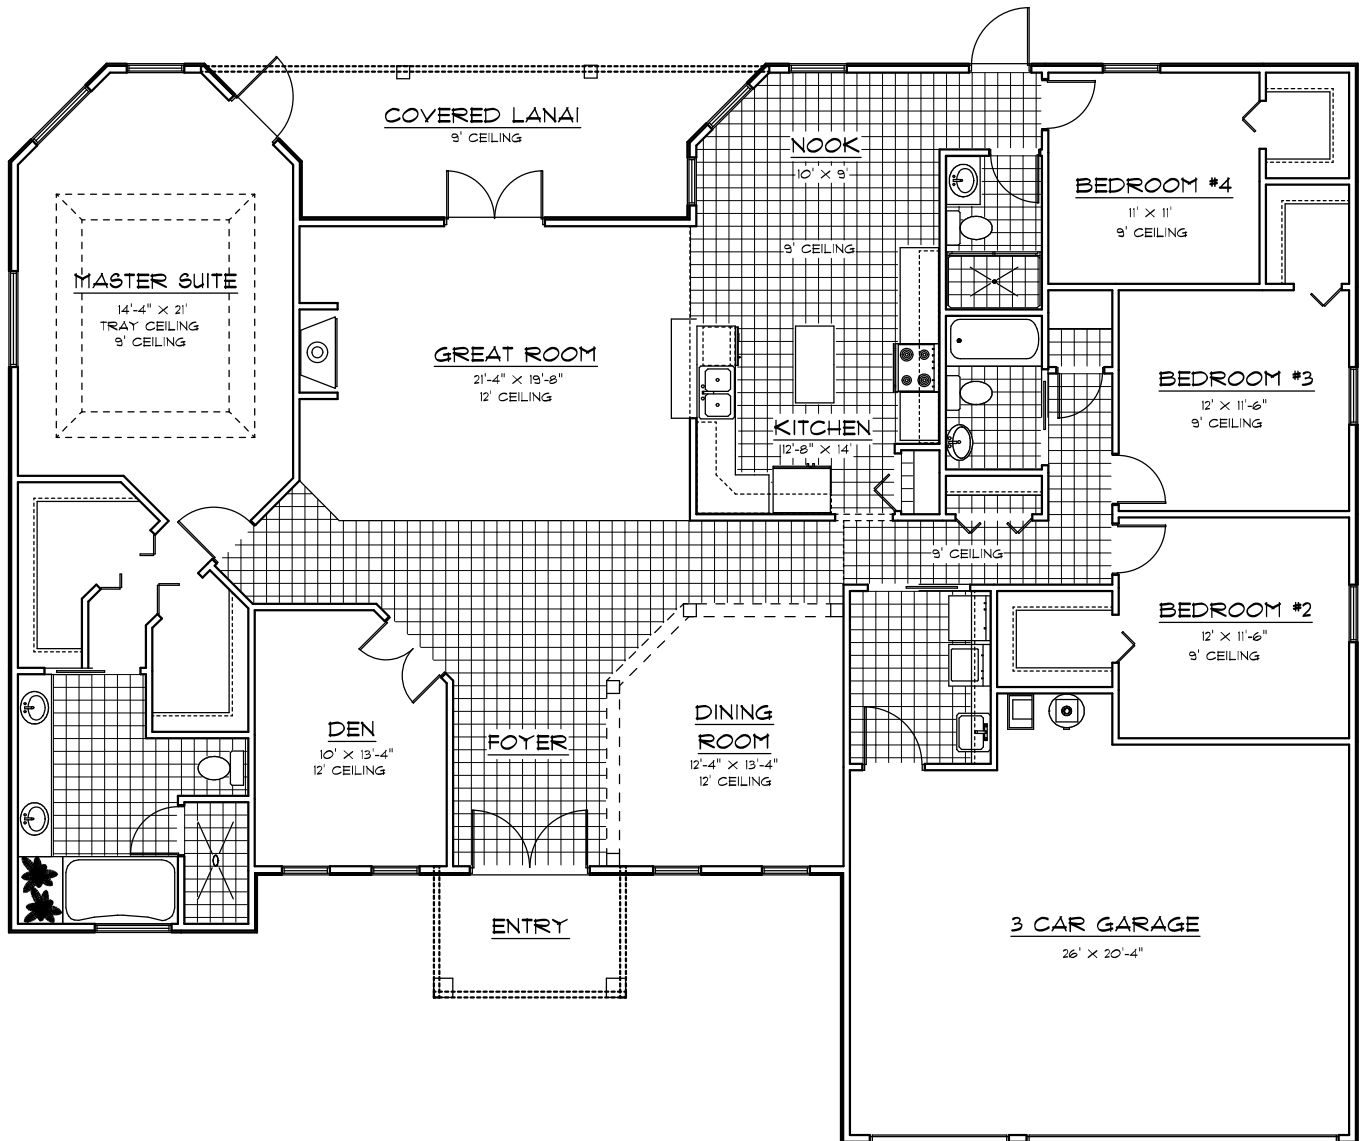 COVERED LANAI
9' CEILING
NOOK
10' X 9'
9' CEILING
BEDROOM #4
11' X 11'
9' CEILING
MASTER SUITE
14'-4" X 21'
TRAY CEILING
9' CEILING
GREAT ROOM
21'-4" X 19'-8"
12' CEILING
KITCHEN
12'-8" X 14'
BEDROOM #3
12' X 11'-6"
9' CEILING
9' CEILING
BEDROOM #2
12' X 11'-6"
9' CEILING
DEN
10' X 13'-4"
12' CEILING
FOYER
DINING
ROOM
12'-4" X 13'-4"
12' CEILING
ENTRY
3 CAR GARAGE
26' X 20'-4"